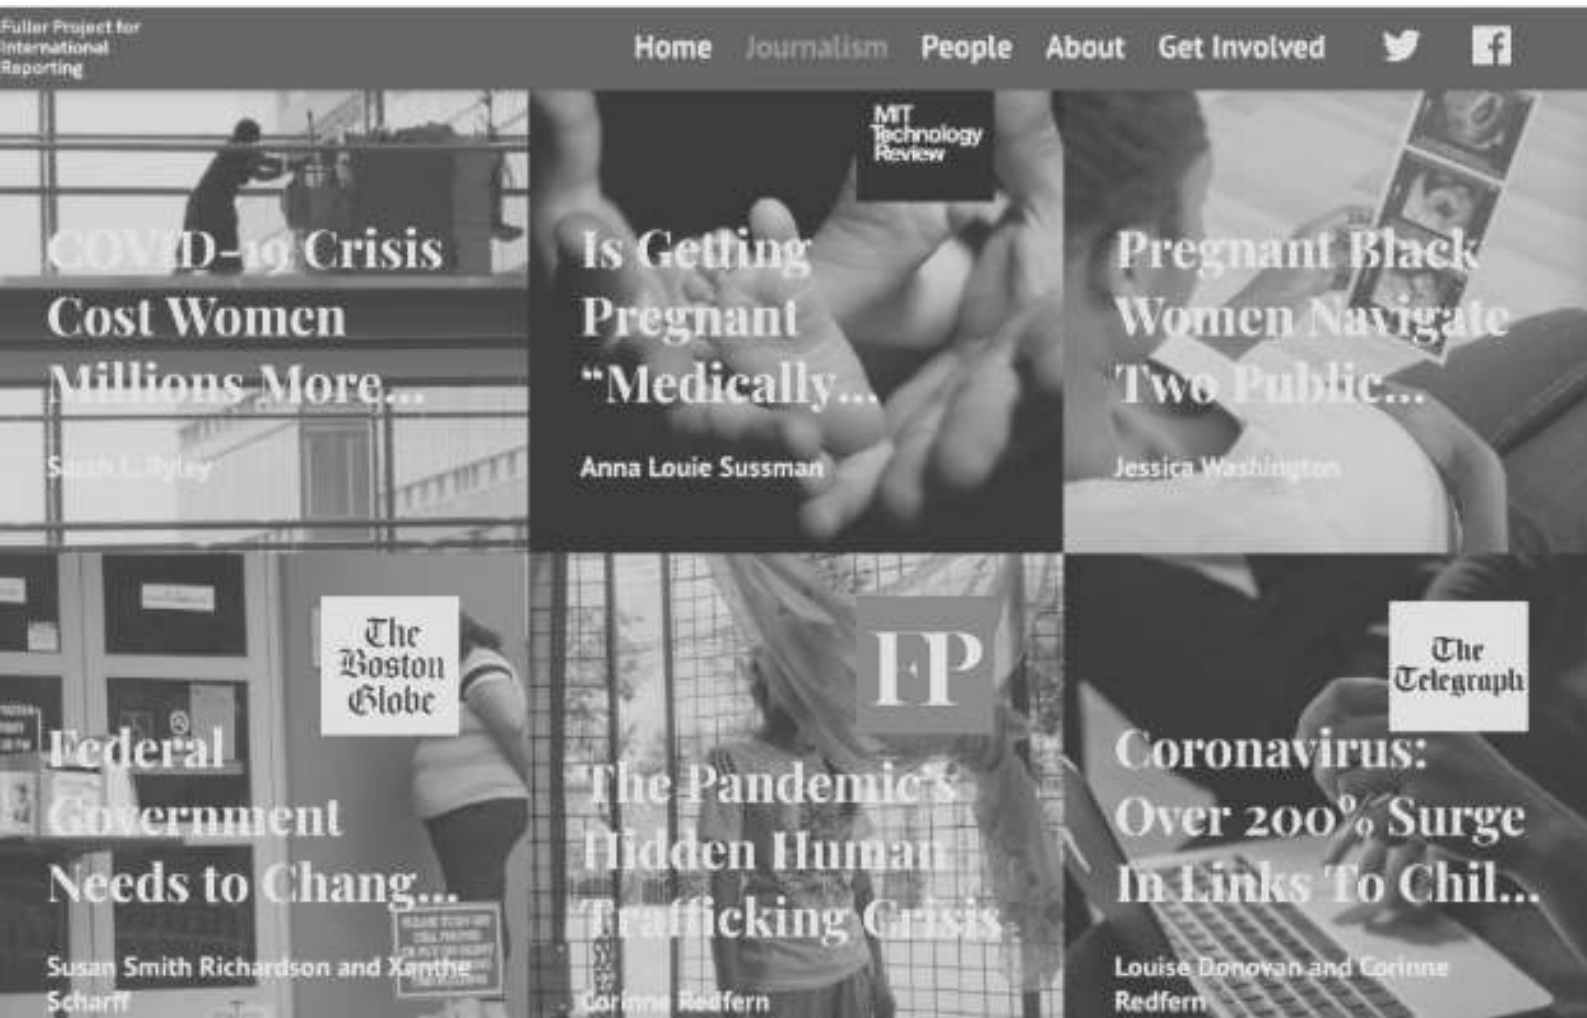 Fuller Project for
International
Reporting
Home Journalism People About Get Involved
COVID-19 Crisis
Cost Women
Millions More...
Sarah L. Ryley
MIT
Technology
Review
Is Getting
Pregnant
“Medically...
Anna Louie Sussman
Pregnant Black
Women Navigate
Two Public...
Jessica Washington
The
Boston
Globe
Federal
Government
Needs to Chang...
Susan Smith Richardson and Xanthe
Scharff
FP
The Pandemic’s
Hidden Human
Trafficking Crisis
Corinne Redfern
The
Telegraph
Coronavirus:
Over 200% Surge
In Links To Chil...
Louise Donovan and Corinne
Redfern